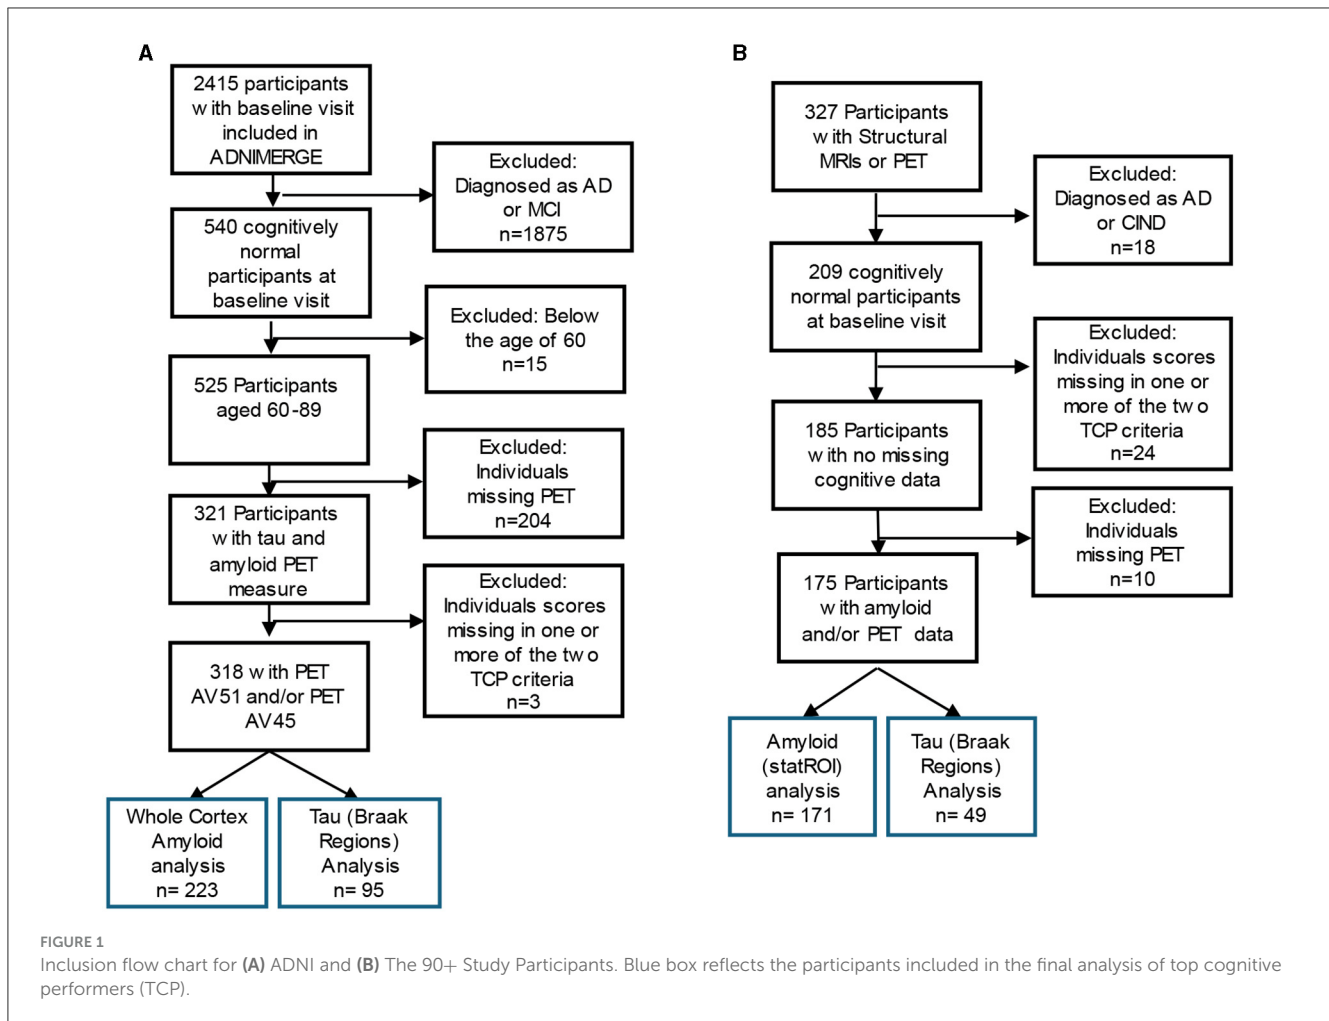 A
2415 participants
with baseline visit
included in
ADNIMERGE
Excluded:
Diagnosed as AD
or MCI
n=1875
540 cognitively
normal
participants at
baseline visit
Excluded: Below
the age of 60
n=15
525 Participants
aged 60-89
Excluded:
Individuals
missing PET
n=204
321 Participants
with tau and
amyloid PET
measure
Excluded:
Individuals scores
missing in one or
more of the two
TCP criteria
n=3
318 with PET
AV51 and/or PET
AV45
Whole Cortex
Amyloid
analysis
n= 223
Tau (Braak
Regions)
Analysis
n= 95
B
327 Participants
with Structural
MRIs or PET
Excluded:
Diagnosed as AD
or CIND
n=18
209 cognitively
normal participants
at baseline visit
Excluded:
Individuals scores
missing in one or
more of the two
TCP criteria
n=24
185 Participants
with no missing
cognitive data
Excluded:
Individuals
missing PET
n=10
175 Participants
with amyloid
and/or PET data
Amyloid
(statROI)
analysis
n= 171
Tau (Braak
Regions)
Analysis
n= 49
FIGURE 1
Inclusion flow chart for (A) ADNI and (B) The 90+ Study Participants. Blue box reflects the participants included in the final analysis of top cognitive
performers (TCP).